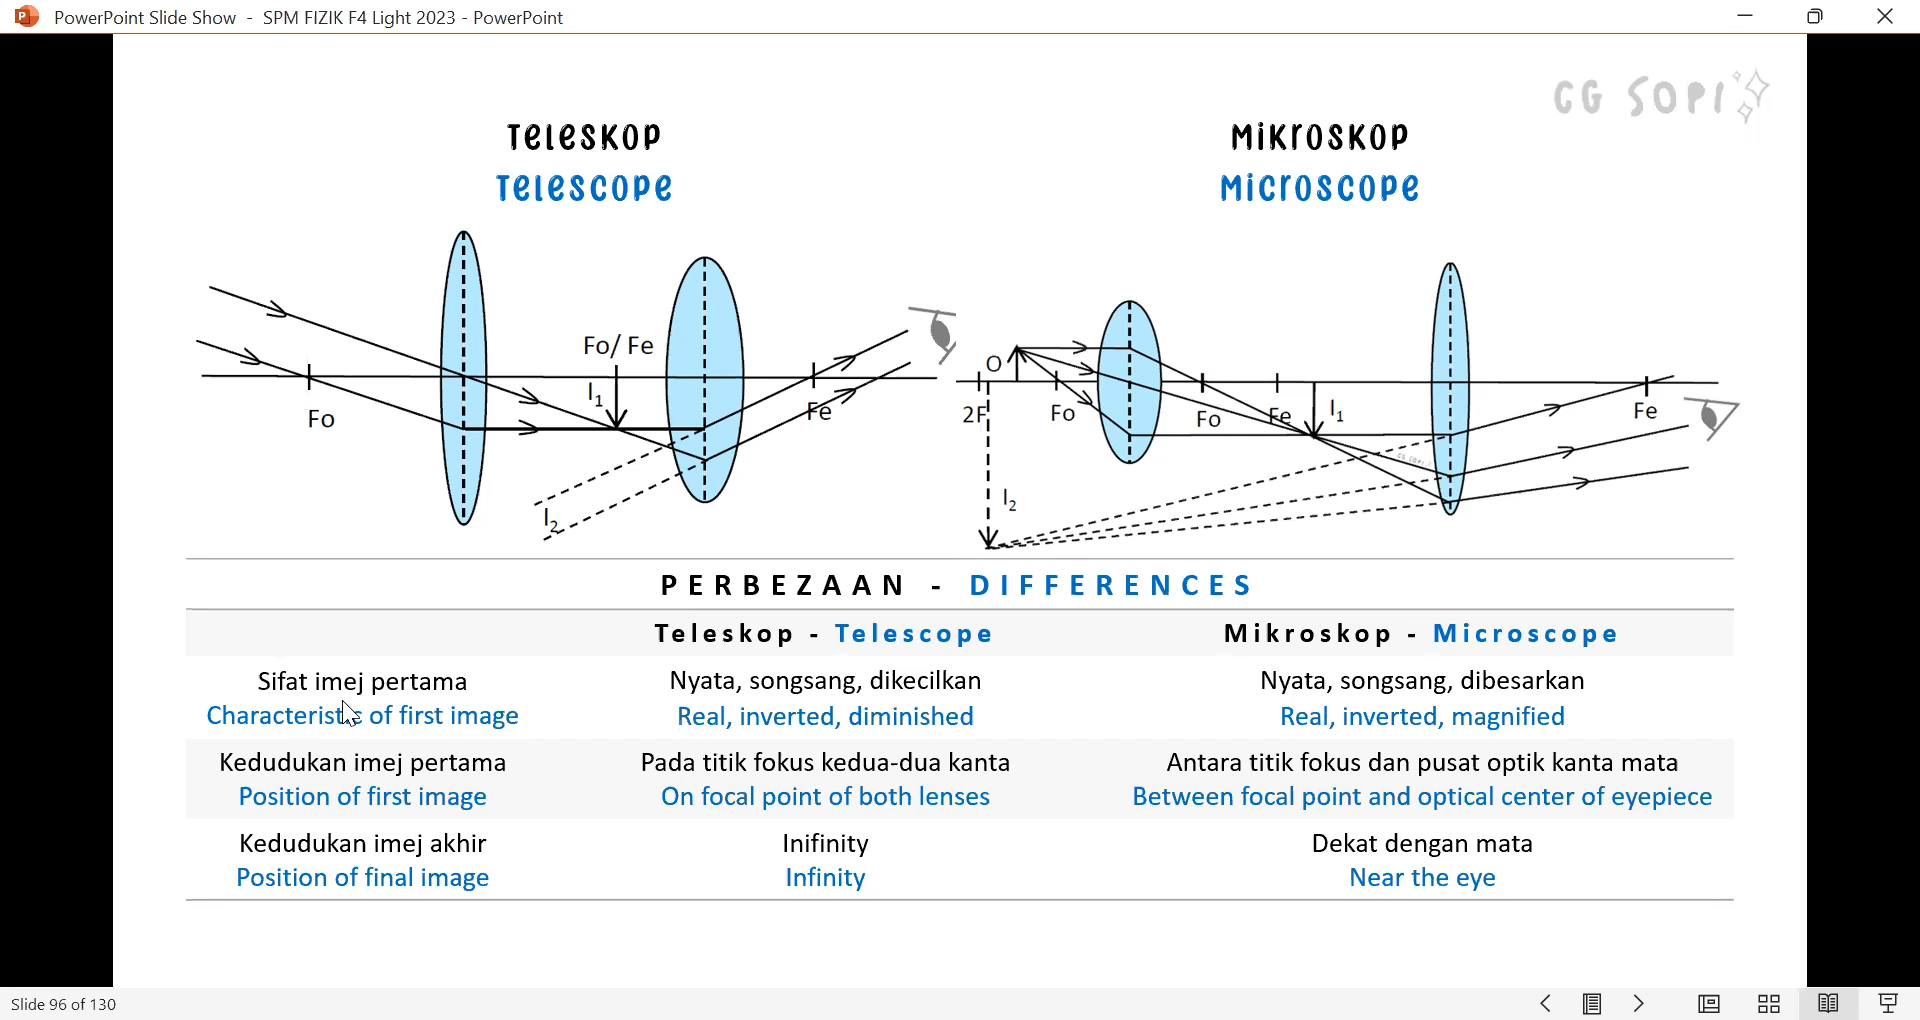 PowerPoint Slide Show - SPM FIZIK F4 Light 2023 - PowerPoint
CG SOPI
Teleskop
Telescope
Mikroskop
Microscope
Fo
Fo/ Fe
I₁
Fe
I₂
O
2F
Fo
Fo
Fe
I₁
Fe
I₂
CG SOPI
PERBEZAAN - DIFFERENCES
Teleskop - Telescope
Mikroskop - Microscope
Sifat imej pertama
Characteristic of first image
Nyata, songsang, dikecilkan
Real, inverted, diminished
Nyata, songsang, dibesarkan
Real, inverted, magnified
Kedudukan imej pertama
Position of first image
Pada titik fokus kedua-dua kanta
On focal point of both lenses
Antara titik fokus dan pusat optik kanta mata
Between focal point and optical center of eyepiece
Kedudukan imej akhir
Position of final image
Inifinity
Infinity
Dekat dengan mata
Near the eye
Slide 96 of 130